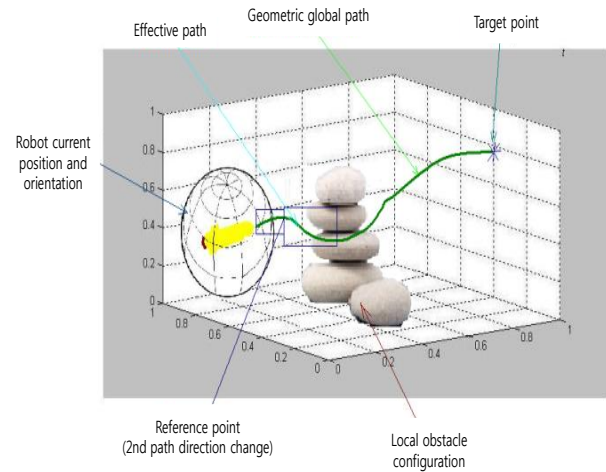 Effective path
Geometric global path
Target point
Robot current
position and
orientation
1
0.8
0.6
0.4
0.2
0
1
0.8
0.6
0.4
0.2
0
0
0.2
0.4
0.6
0.8
1
Reference point
(2nd path direction change)
Local obstacle
configuration